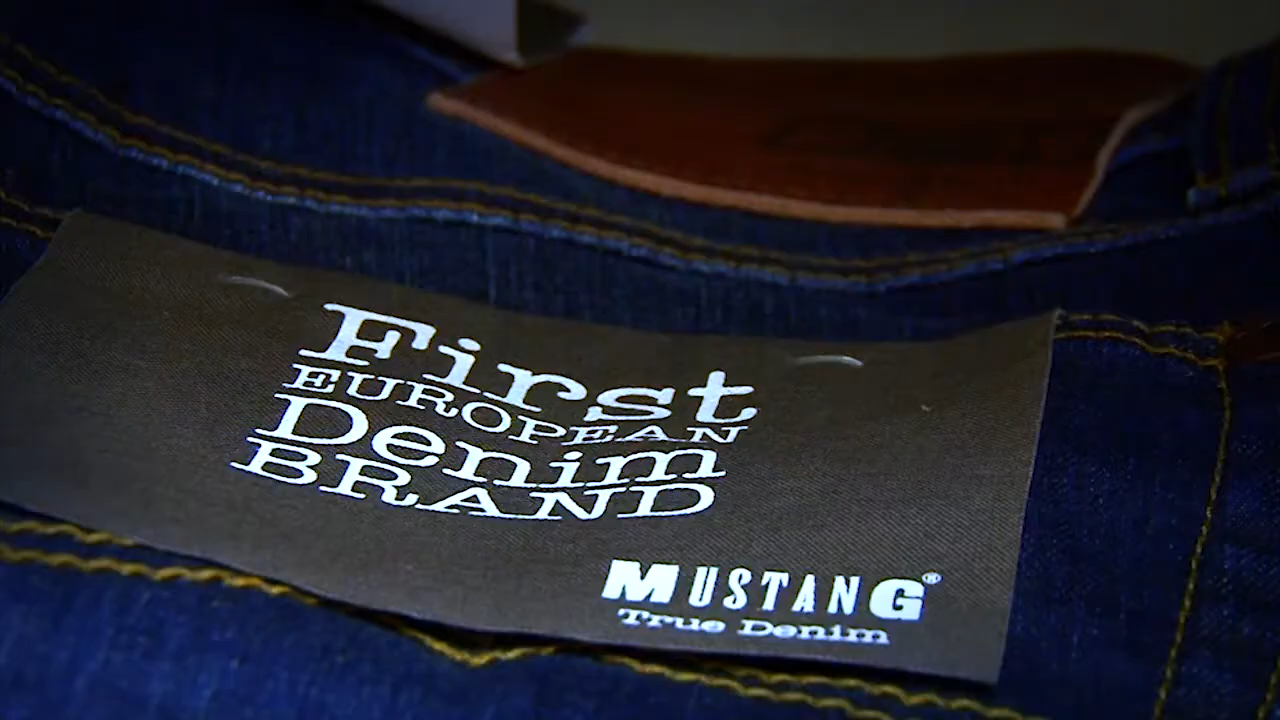 First
EUROPEAN
Denim
BRAND
MUSTANG®
True Denim